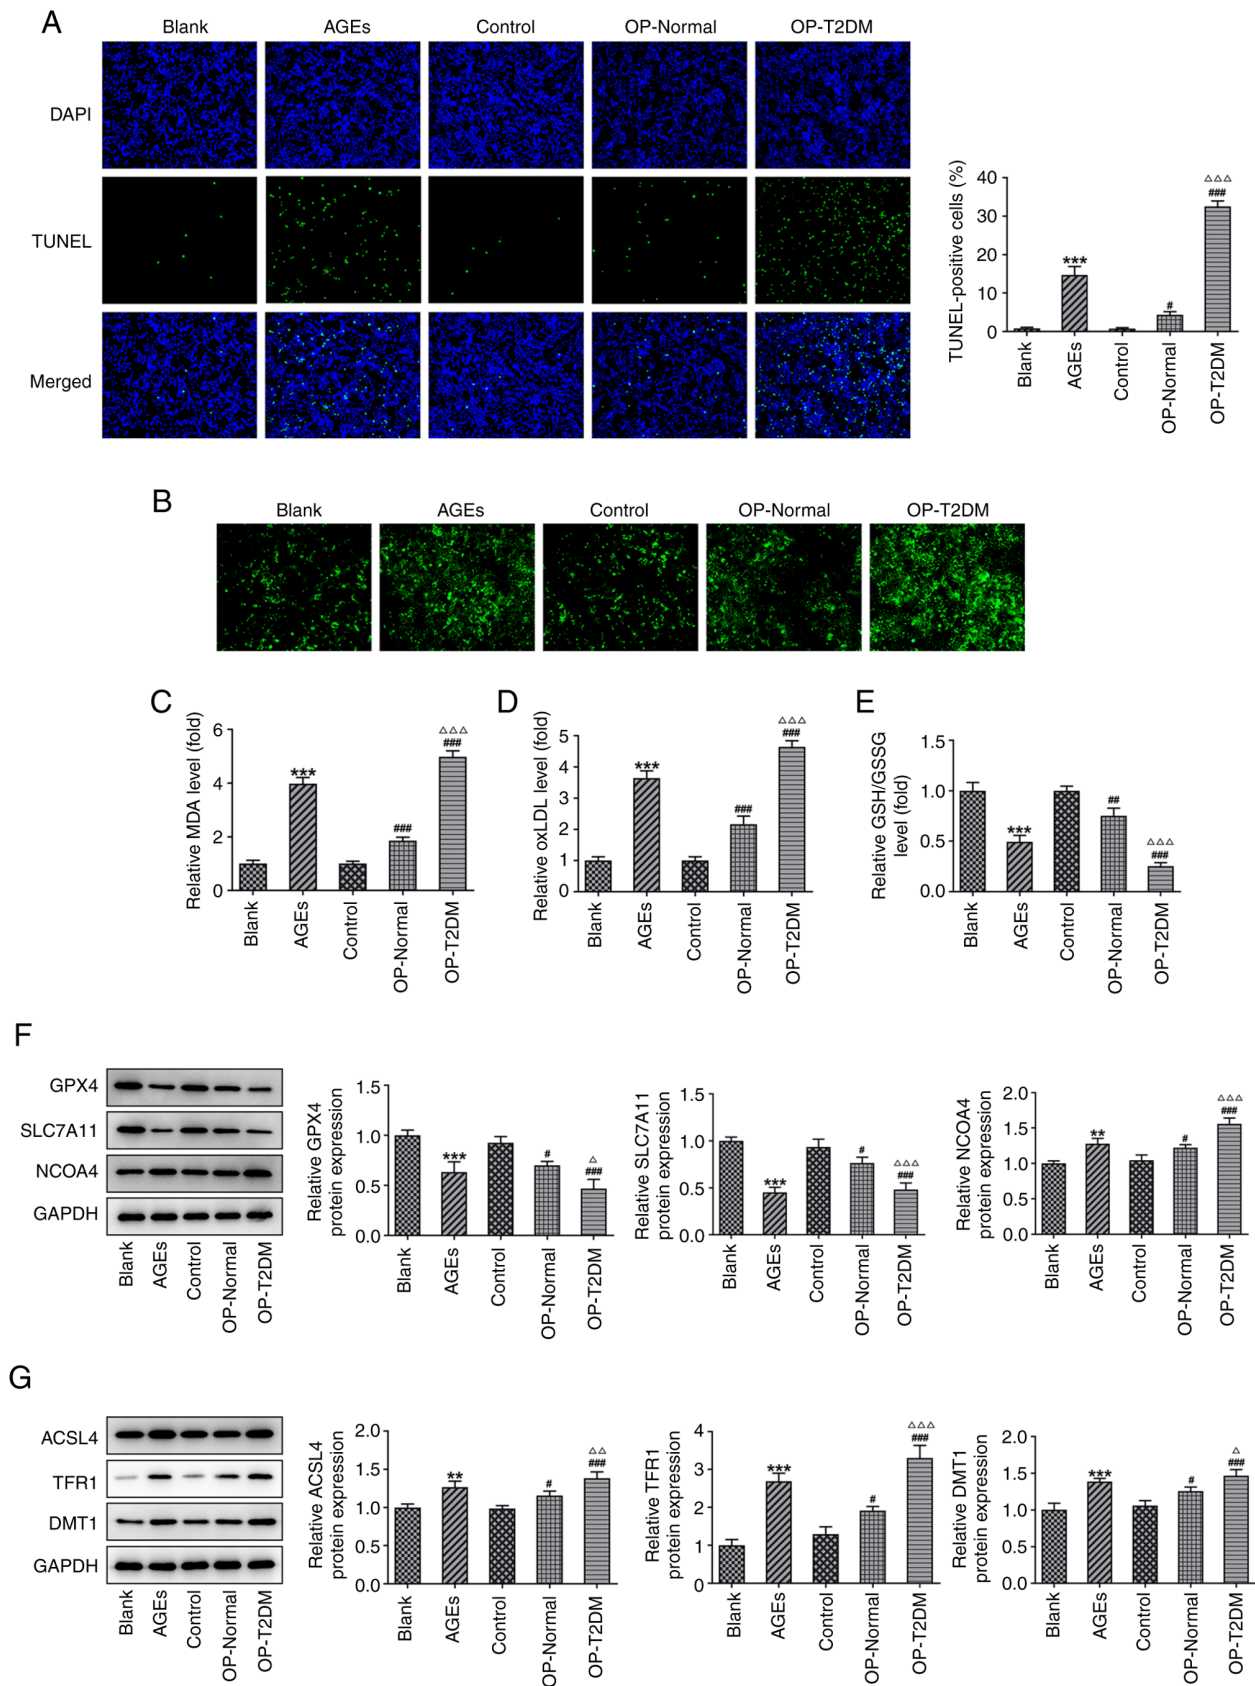 A
Blank AGEs Control OP-Normal OP-T2DM
DAPI
TUNEL
Merged
TUNEL-positive cells (%)
40
30
20
10
0
***
#
△△△
###
Blank AGEs Control OP-Normal OP-T2DM
B
Blank AGEs Control OP-Normal OP-T2DM
C
Relative MDA level (fold)
6
4
2
0
***
###
△△△
###
Blank AGEs Control OP-Normal OP-T2DM
D
Relative oxLDL level (fold)
5
4
3
2
1
0
***
###
△△△
###
Blank AGEs Control OP-Normal OP-T2DM
E
Relative GSH/GSSG
level (fold)
1.5
1.0
0.5
0.0
***
##
△△△
###
Blank AGEs Control OP-Normal OP-T2DM
F
GPX4
SLC7A11
NCOA4
GAPDH
Blank AGEs Control OP-Normal OP-T2DM
Relative GPX4
protein expression
1.5
1.0
0.5
0.0
***
#
△
###
Blank AGEs Control OP-Normal OP-T2DM
Relative SLC7A11
protein expression
1.5
1.0
0.5
0.0
***
#
△△△
###
Blank AGEs Control OP-Normal OP-T2DM
Relative NCOA4
protein expression
2.0
1.5
1.0
0.5
0.0
**
#
△△△
###
Blank AGEs Control OP-Normal OP-T2DM
G
ACSL4
TFR1
DMT1
GAPDH
Blank AGEs Control OP-Normal OP-T2DM
Relative ACSL4
protein expression
2.0
1.5
1.0
0.5
0.0
**
#
△△
###
Blank AGEs Control OP-Normal OP-T2DM
Relative TFR1
protein expression
4
3
2
1
0
***
#
△△△
###
Blank AGEs Control OP-Normal OP-T2DM
Relative DMT1
protein expression
2.0
1.5
1.0
0.5
0.0
***
#
△
###
Blank AGEs Control OP-Normal OP-T2DM